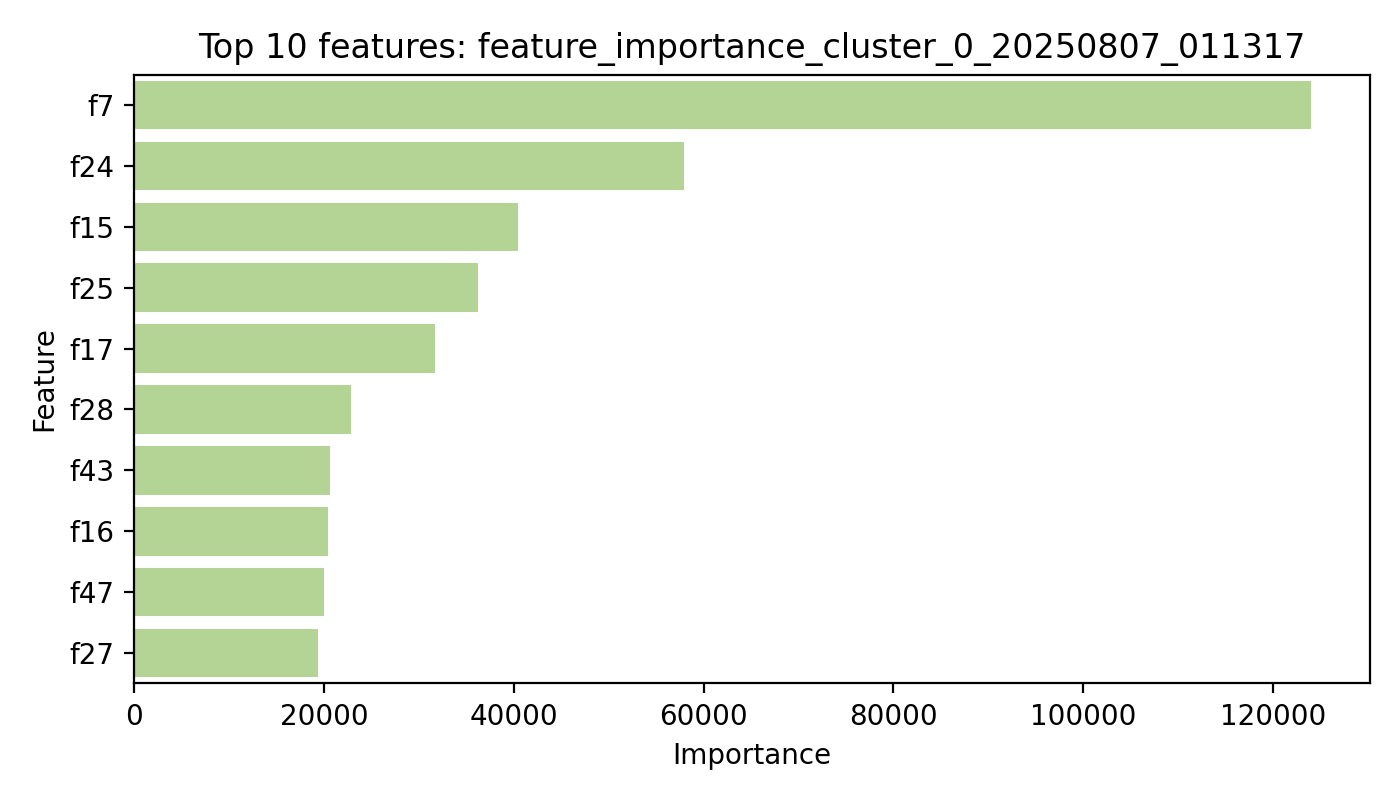 Top 10 features: feature_importance_cluster_0_20250807_011317
f7
f24
f15
f25
f17
f28
f43
f16
f47
f27
Feature
0 20000 40000 60000 80000 100000 120000
Importance